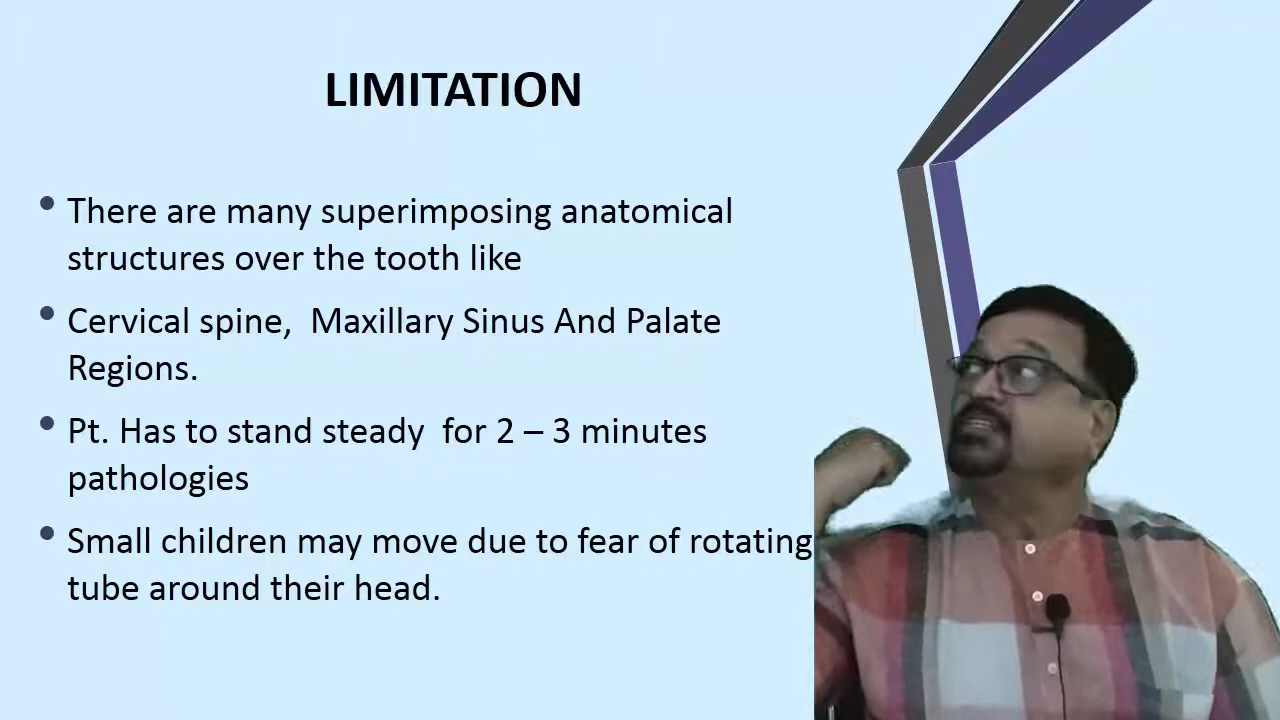 LIMITATION
• There are many superimposing anatomical
structures over the tooth like
• Cervical spine,  Maxillary Sinus And Palate
Regions.
• Pt. Has to stand steady  for 2 – 3 minutes
pathologies
• Small children may move due to fear of rotating
tube around their head.